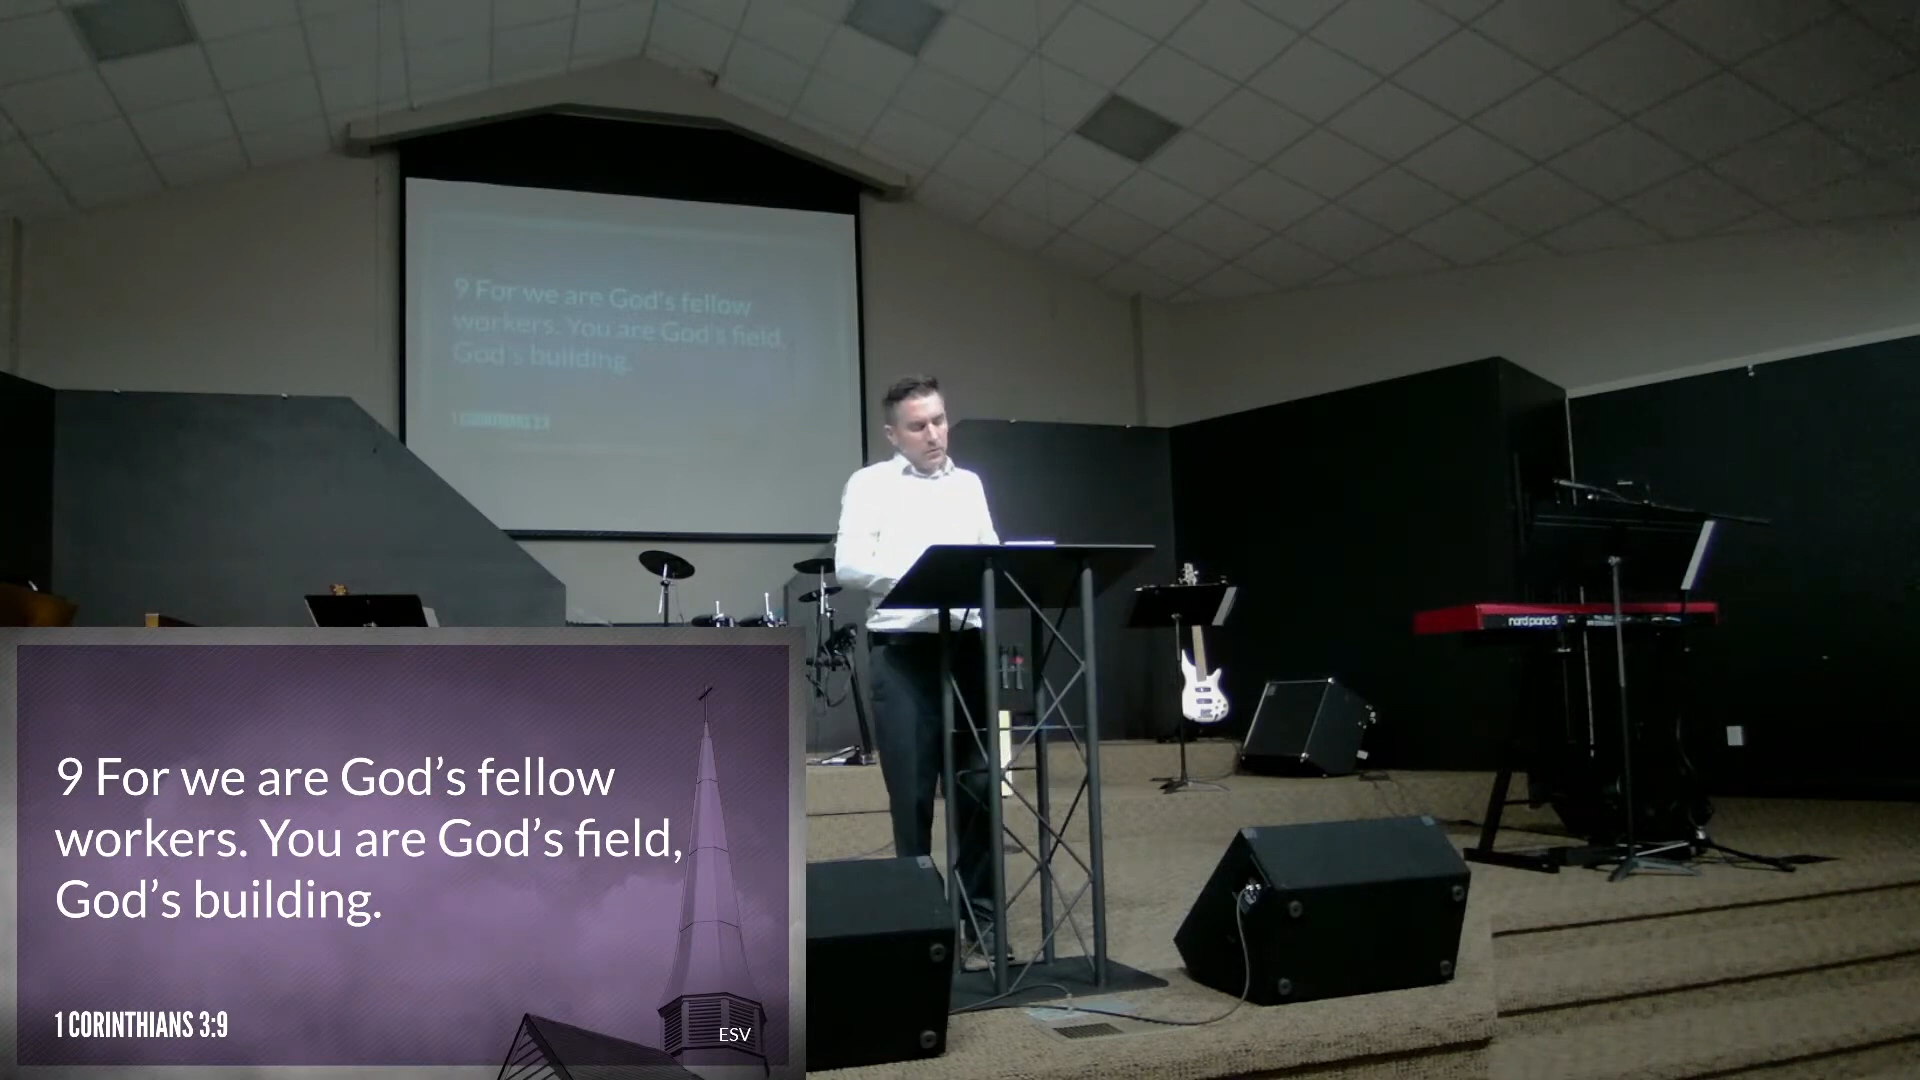 9 For we are God's fellow
workers. You are God's field,
God's building.
nord piano 5
9 For we are God’s fellow
workers. You are God’s field,
God’s building.
1 CORINTHIANS 3:9
ESV